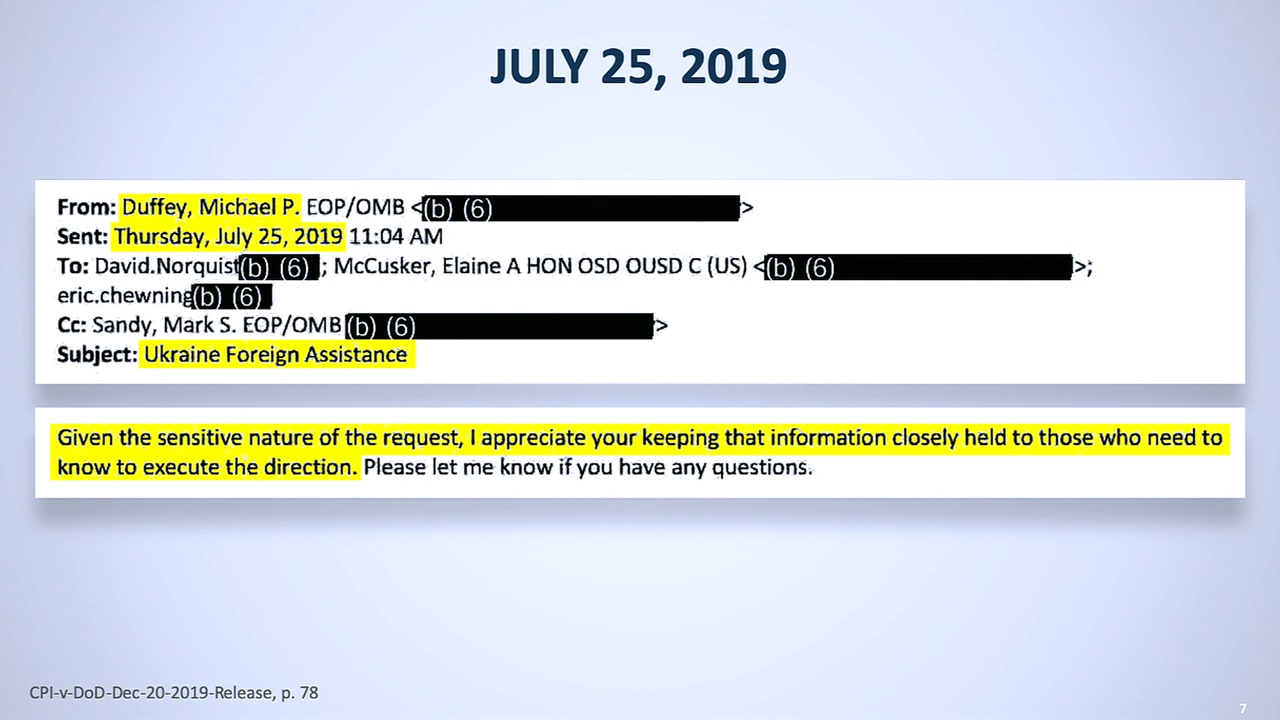 JULY 25, 2019
From: Duffey, Michael P. EOP/OMB <(b) (6)>
Sent: Thursday, July 25, 2019 11:04 AM
To: David.Norquist(b) (6); McCusker, Elaine A HON OSD OUSD C (US) <(b) (6)>;
eric.chewning(b) (6)
Cc: Sandy, Mark S. EOP/OMB (b) (6)>
Subject: Ukraine Foreign Assistance
Given the sensitive nature of the request, I appreciate your keeping that information closely held to those who need to
know to execute the direction. Please let me know if you have any questions.
CPI-v-DoD-Dec-20-2019-Release, p. 78
7